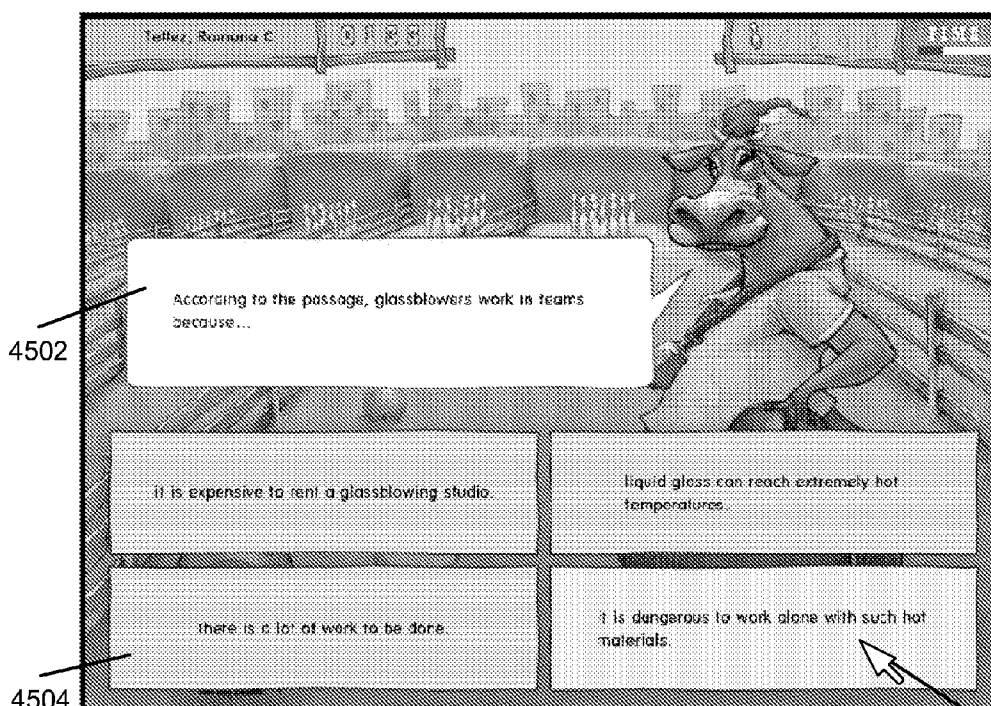 Tellez, Ramona C
TIME
According to the passage, glassblowers work in teams
because...
4502
it is expensive to rent a glassblowing studio.
liquid glass can reach extremely hot
temperatures.
there is a lot of work to be done.
it is dangerous to work alone with such hot
materials.
4504